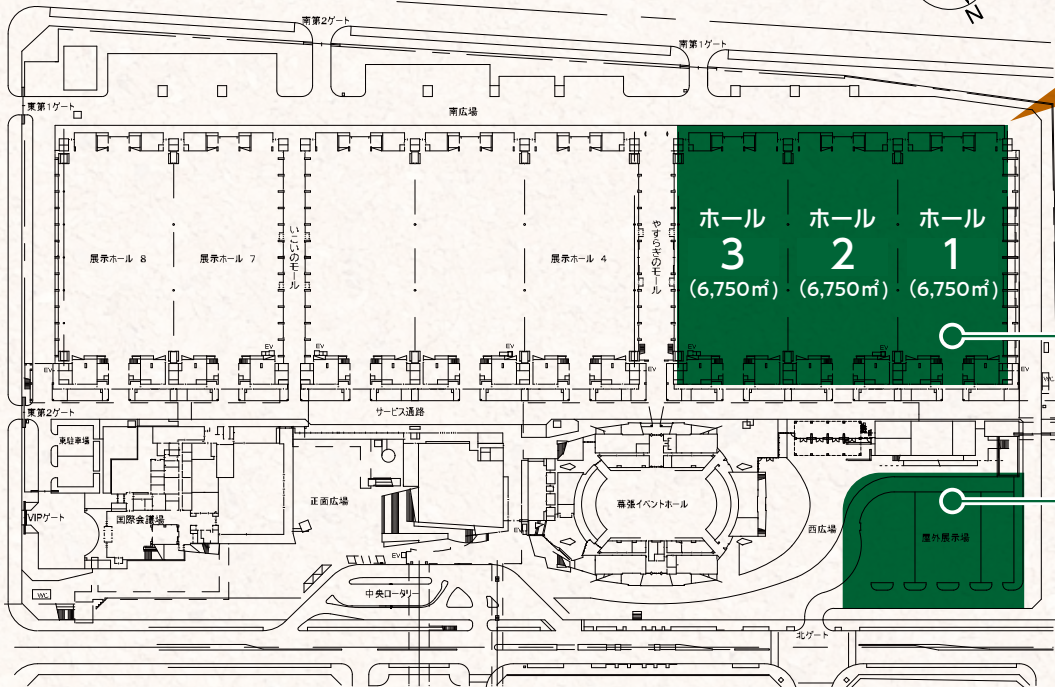 N
南第2ゲート
南第1ゲート
東第1ゲート
南広場
展示ホール 8
展示ホール 7
いこいのモール
展示ホール 4
やすらぎのモール
ホール
3
(6,750㎡)
ホール
2
(6,750㎡)
ホール
1
(6,750㎡)
EV
EV
EV
EV
EV
EV
EV
EV
WC
東第2ゲート
サービス通路
東駐車場
VIPゲート
国際会議場
正面広場
幕張イベントホール
西広場
屋外展示場
EV
EV
WC
中央ロータリー
北ゲート